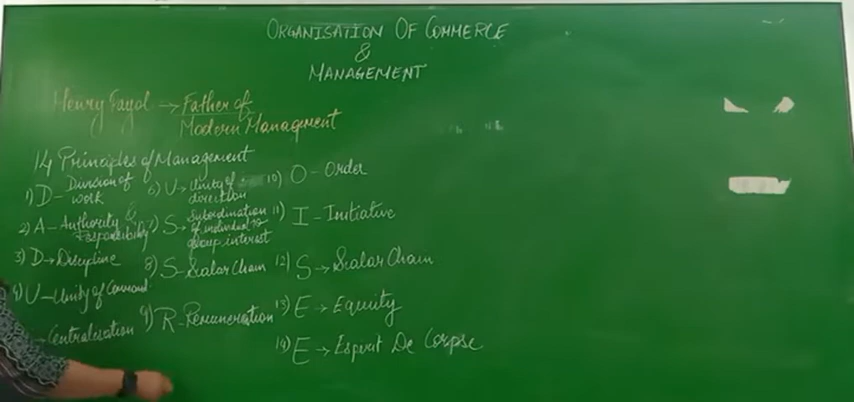 ORGANISATION OF COMMERCE
&
MANAGEMENT
Henry Fayol → Father of
Modern Managment
14 Principles of Management
1) D - Division of
work
2) A - Authority &
Responsibility
3) D → Discipline
4) U - Unity of Command
- Centralisation
6) U → Unity of
direction
7) S → Subordination
of individual to
group interest
8) S - Scalar Chain
9) R - Remuneration
10) O - Order
11) I - Initiative
12) S → Scalar Chain
13) E → Equity
14) E → Esprit De Corpse